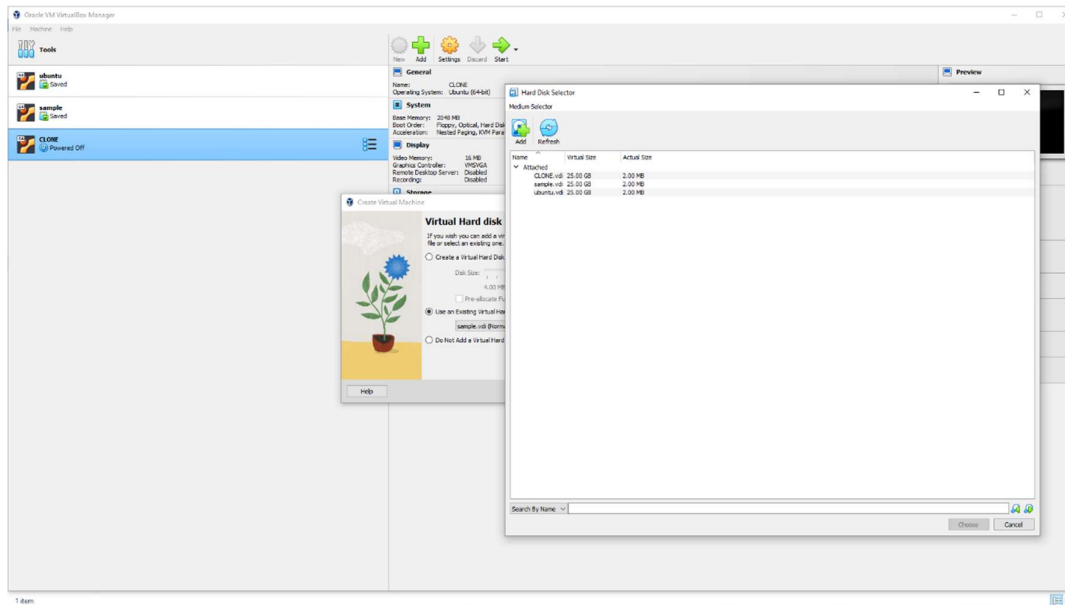 Oracle VM VirtualBox Manager
File Machine Help
Tools
New Add Settings Discard Start
ubuntu
Saved
sample
Saved
CLONE
Powered Off
General
Name: CLONE
Operating System: Ubuntu (64-bit)
System
Base Memory: 2048 MB
Boot Order: Floppy, Optical, Hard Disk
Acceleration: Nested Paging, KVM Para
Display
Video Memory: 16 MB
Graphics Controller: VMSVGA
Remote Desktop Server: Disabled
Recording: Disabled
Storage
Preview
Create Virtual Machine
Virtual Hard disk
If you wish you can add a vir
file or select an existing one.
Create a Virtual Hard Disk
Disk Size:
4.00 MB
Pre-allocate Fu
Use an Existing Virtual Har
sample.vdi (Norma
Do Not Add a Virtual Hard
Help
Hard Disk Selector
Medium Selector
Add Refresh
Name Virtual Size Actual Size
Attached
CLONE.vdi 25.00 GB 2.00 MB
sample.vdi 25.00 GB 2.00 MB
ubuntu.vdi 25.00 GB 2.00 MB
Search By Name
Choose Cancel
1 item